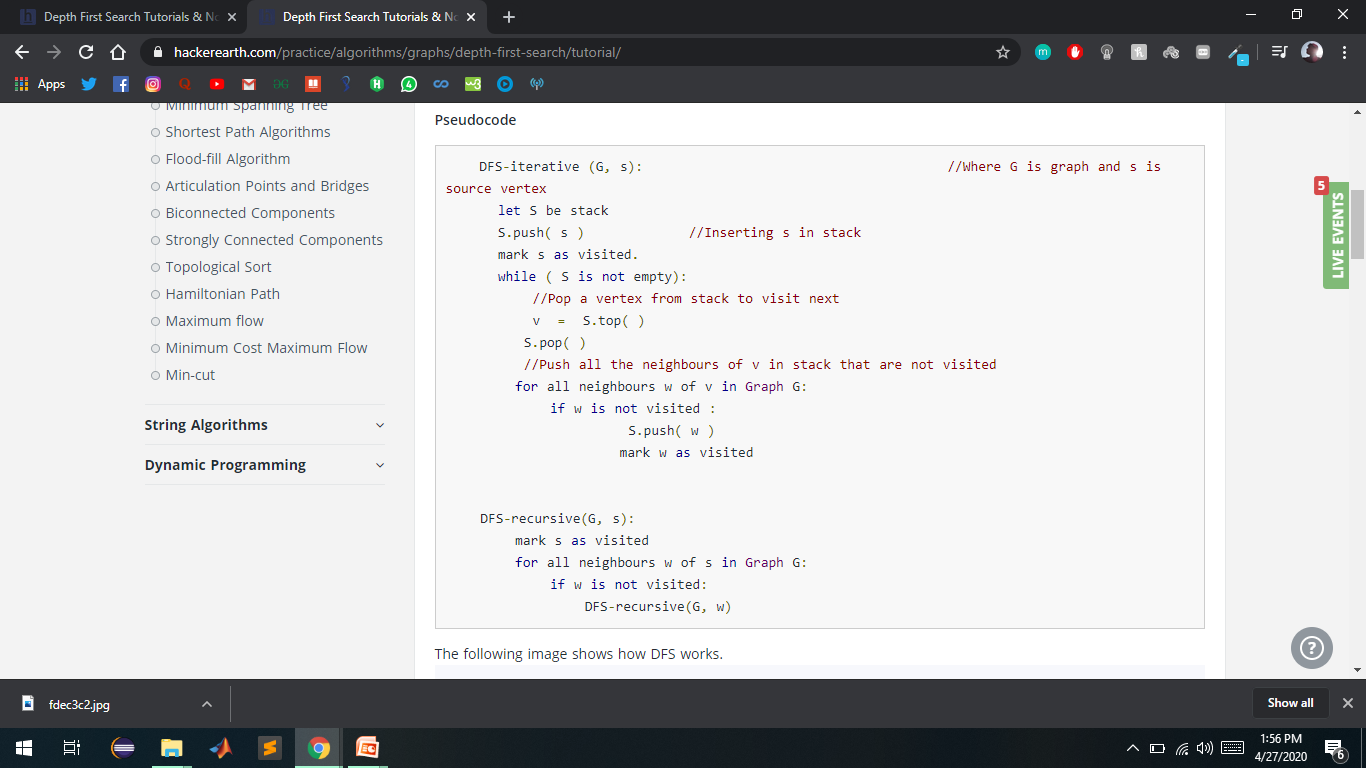 Depth First Search Tutorials & No
Depth First Search Tutorials & No
hackerearth.com/practice/algorithms/graphs/depth-first-search/tutorial/
Apps
Minimum Spanning Tree
Shortest Path Algorithms
Flood-fill Algorithm
Articulation Points and Bridges
Biconnected Components
Strongly Connected Components
Topological Sort
Hamiltonian Path
Maximum flow
Minimum Cost Maximum Flow
Min-cut
String Algorithms
Dynamic Programming
Pseudocode
DFS-iterative (G, s): //Where G is graph and s is
source vertex
let S be stack
S.push( s ) //Inserting s in stack
mark s as visited.
while ( S is not empty):
//Pop a vertex from stack to visit next
v = S.top( )
S.pop( )
//Push all the neighbours of v in stack that are not visited
for all neighbours w of v in Graph G:
if w is not visited :
S.push( w )
mark w as visited
DFS-recursive(G, s):
mark s as visited
for all neighbours w of s in Graph G:
if w is not visited:
DFS-recursive(G, w)
The following image shows how DFS works.
5
LIVE EVENTS
?
fdec3c2.jpg
Show all
1:56 PM
4/27/2020
6